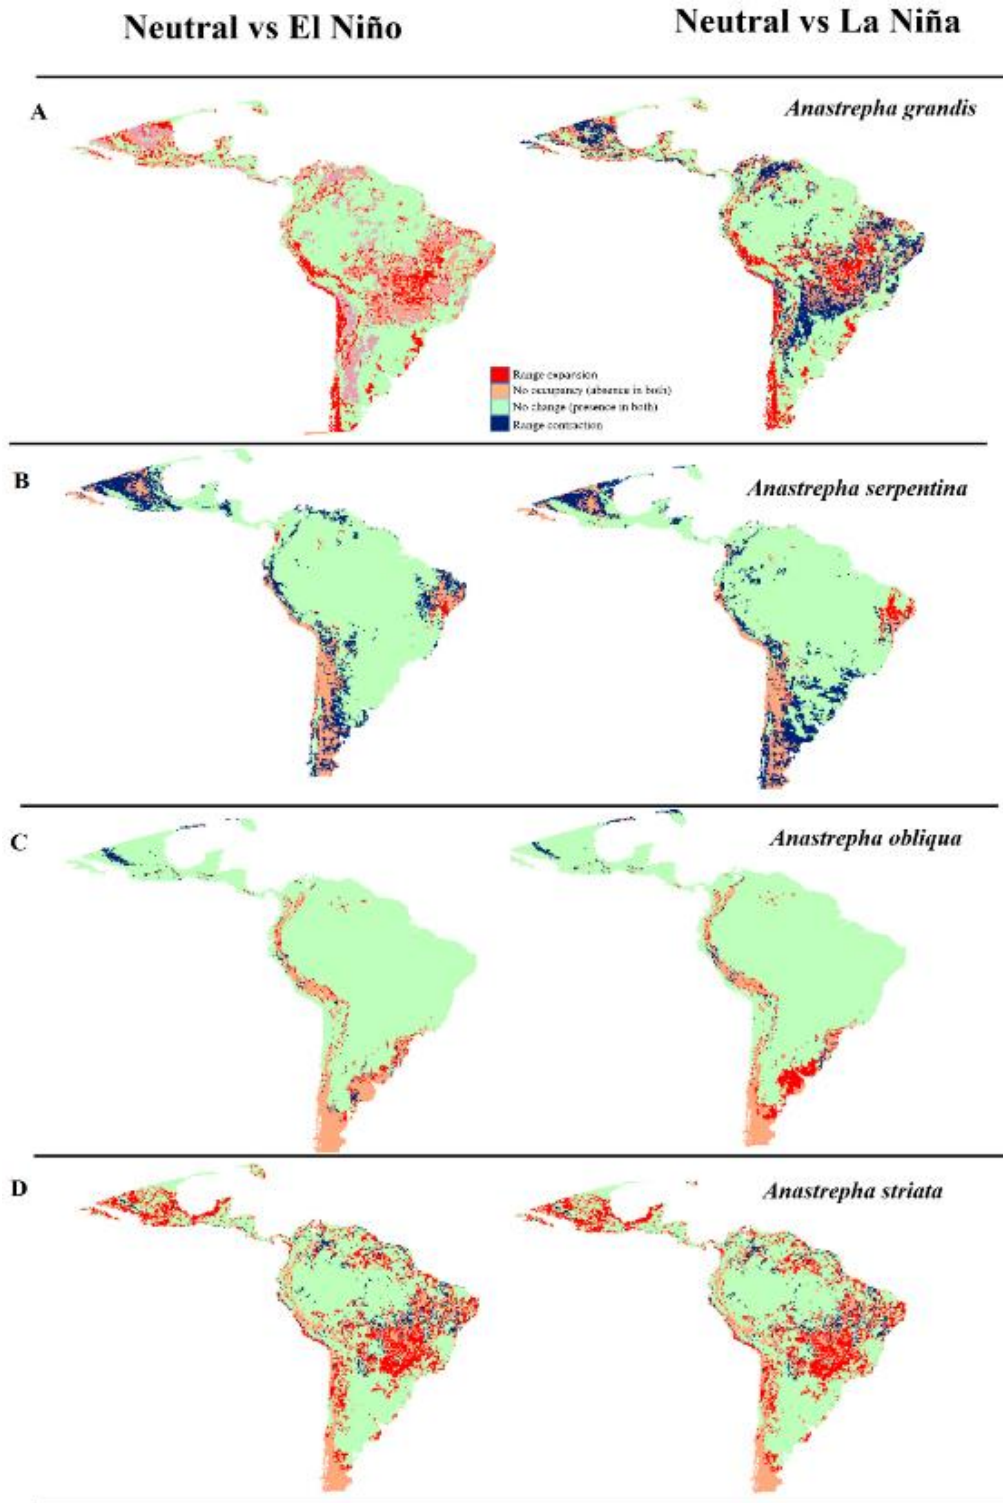 Neutral vs El Niño
Neutral vs La Niña
A
Anastrepha grandis
Range expansion
No occupancy (absence in both)
No change (presence in both)
Range contraction
B
Anastrepha serpentina
C
Anastrepha obliqua
D
Anastrepha striata